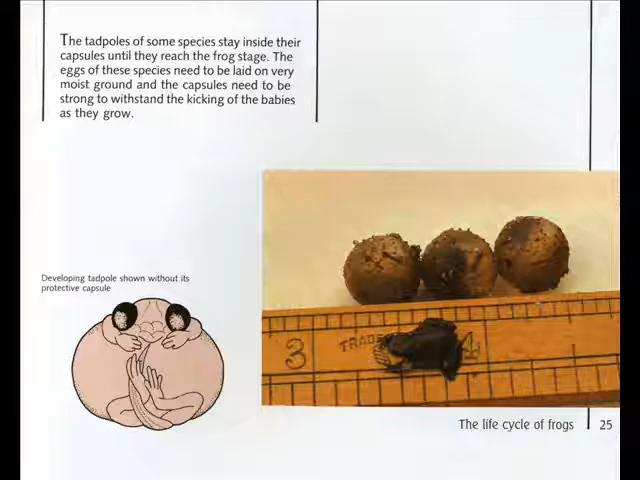 The tadpoles of some species stay inside their
capsules until they reach the frog stage. The
eggs of these species need to be laid on very
moist ground and the capsules need to be
strong to withstand the kicking of the babies
as they grow.
Developing tadpole shown without its
protective capsule
3 TRADE 4
The life cycle of frogs 25